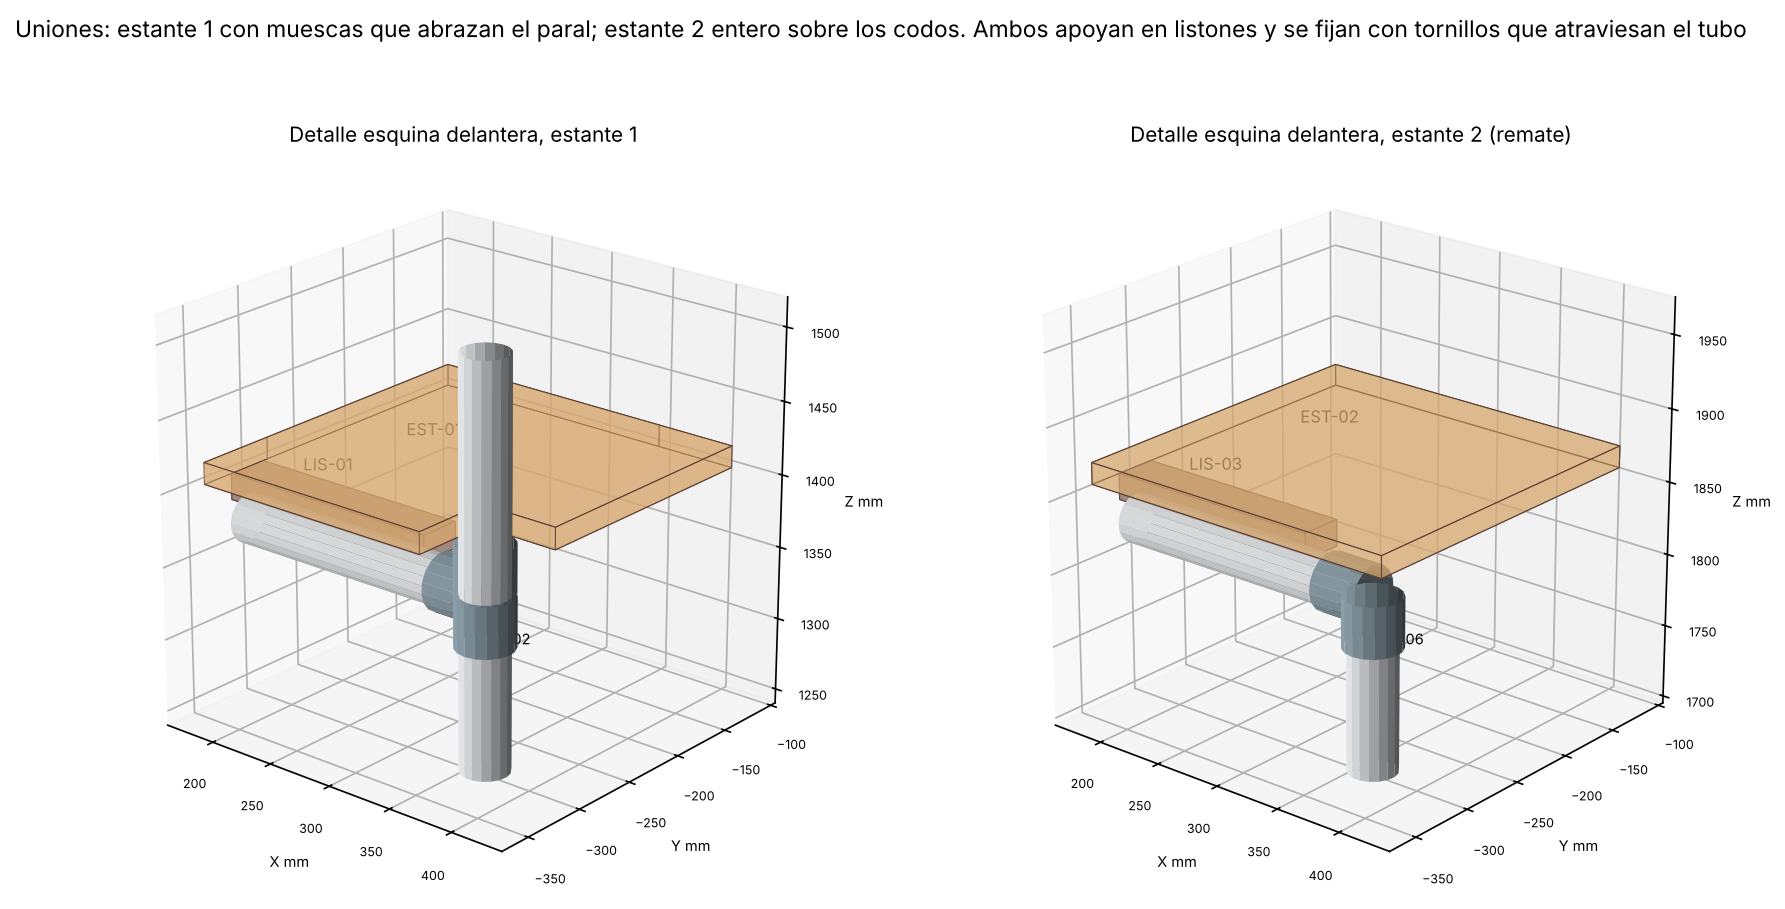 Uniones: estante 1 con muescas que abrazan el paral; estante 2 entero sobre los codos. Ambos apoyan en listones y se fijan con tornillos que atraviesan el tubo
Detalle esquina delantera, estante 1
EST-01
LIS-01
02
1500
1450
1400
1350
1300
1250
Z mm
200
250
300
350
400
X mm
−350
−300
−250
−200
−150
−100
Y mm
Detalle esquina delantera, estante 2 (remate)
EST-02
LIS-03
06
1950
1900
1850
1800
1750
1700
Z mm
200
250
300
350
400
X mm
−350
−300
−250
−200
−150
−100
Y mm